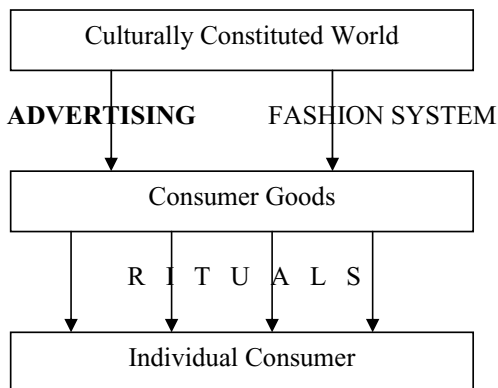 Culturally Constituted World
ADVERTISING FASHION SYSTEM
Consumer Goods
R I T U A L S
Individual Consumer